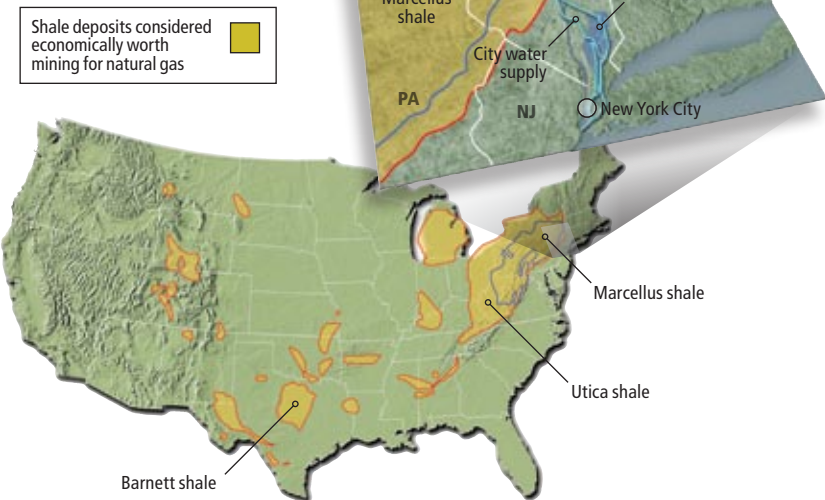 Marcellus
shale
Shale deposits considered
economically worth
mining for natural gas
City water
supply
PA
NJ
New York City
Marcellus shale
Utica shale
Barnett shale